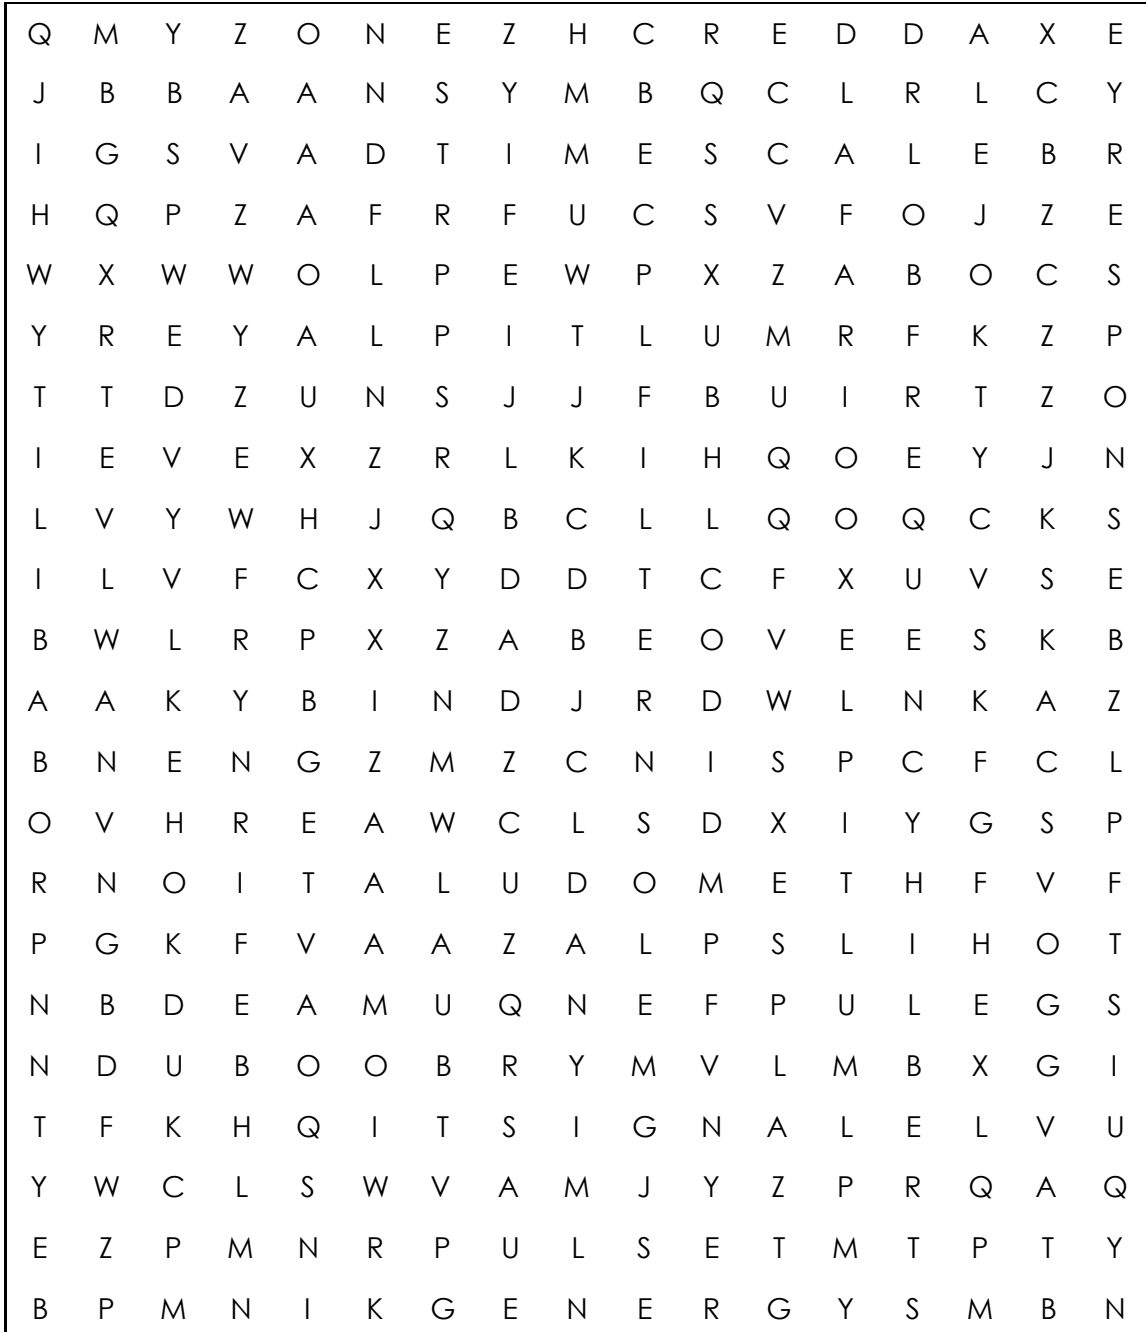 Q M Y Z O N E Z H C R E D D A X E
J B B A A N S Y M B Q C L R L C Y
I G S V A D T I M E S C A L E B R
H Q P Z A F R F U C S V F O J Z E
W X W W O L P E W P X Z A B O C S
Y R E Y A L P I T L U M R F K Z P
T T D Z U N S J J F B U I R T Z O
I E V E X Z R L K I H Q O E Y J N
L V Y W H J Q B C L L Q O Q C K S
I L V F C X Y D D T C F X U V S E
B W L R P X Z A B E O V E E S K B
A A K Y B I N D J R D W L N K A Z
B N E N G Z M Z C N I S P C F C L
O V H R E A W C L S D X I Y G S P
R N O I T A L U D O M E T H F V F
P G K F V A A Z A L P S L I H O T
N B D E A M U Q N E F P U L E G S
N D U B O O B R Y M V L M B X G I
T F K H Q I T S I G N A L E L V U
Y W C L S W V A M J Y Z P R Q A Q
E Z P M N R P U L S E T M T P T Y
B P M N I K G E N E R G Y S M B N